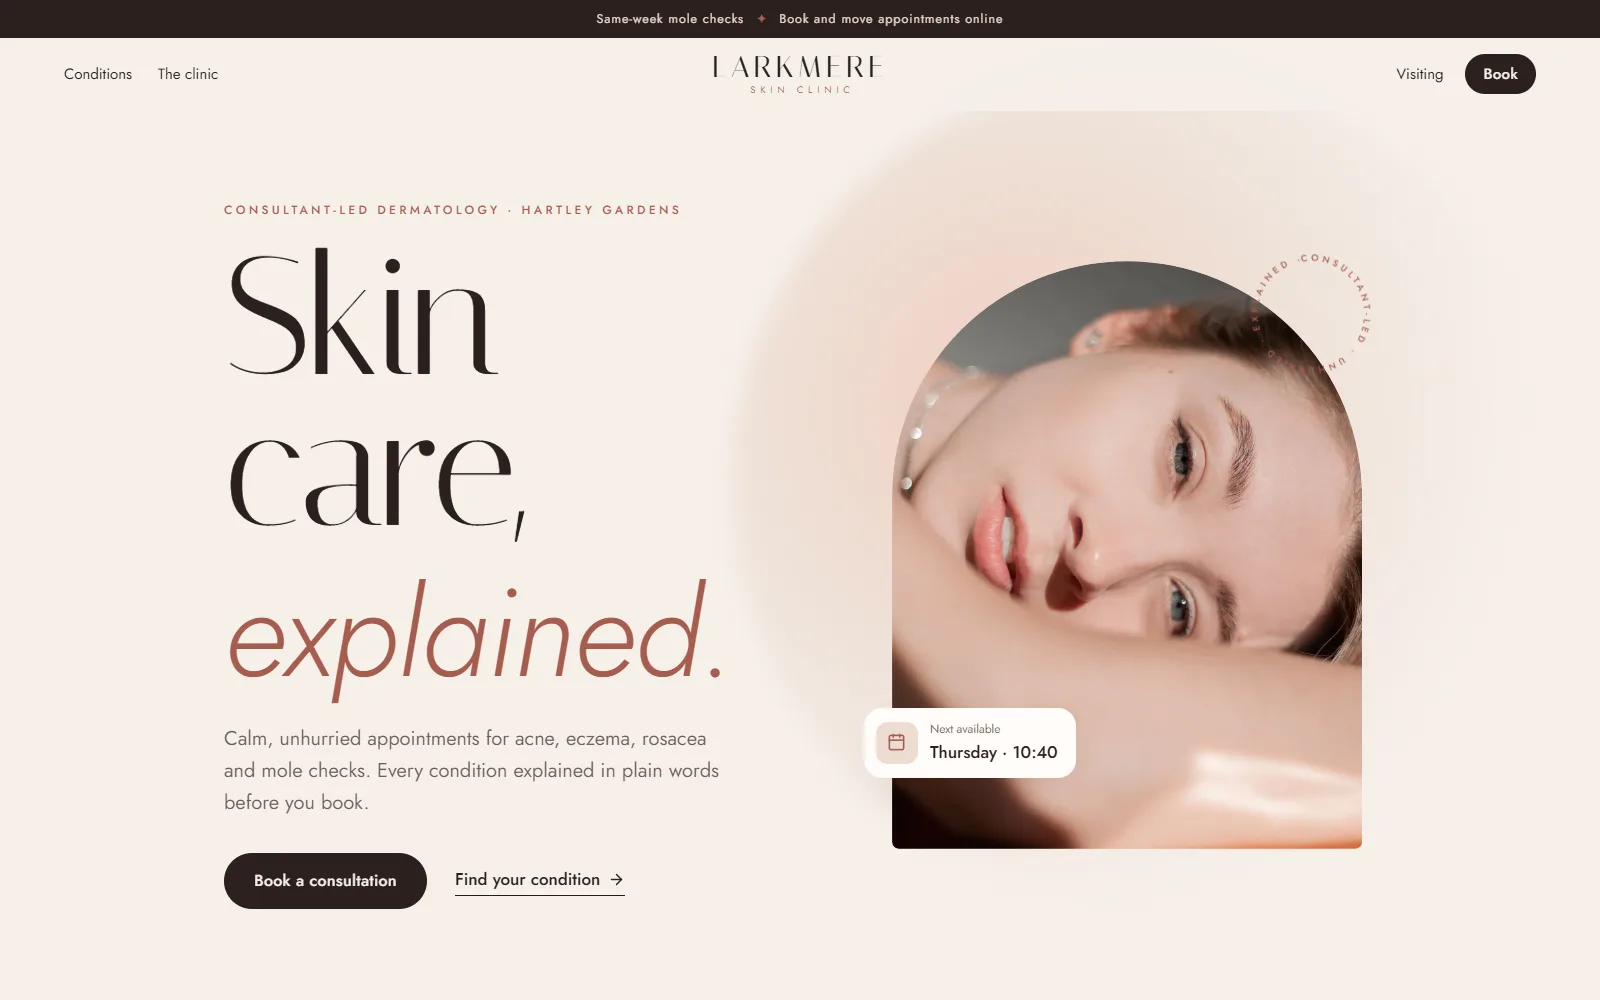 Same-week mole checks ✦ Book and move appointments online
Conditions The clinic
LARKMERE
SKIN CLINIC
Visiting Book
CONSULTANT-LED DERMATOLOGY · HARTLEY GARDENS
Skin
care,
explained.
Calm, unhurried appointments for acne, eczema, rosacea
and mole checks. Every condition explained in plain words
before you book.
Book a consultation
Find your condition →
CONSULTANT-LED ·
Next available
Thursday · 10:40